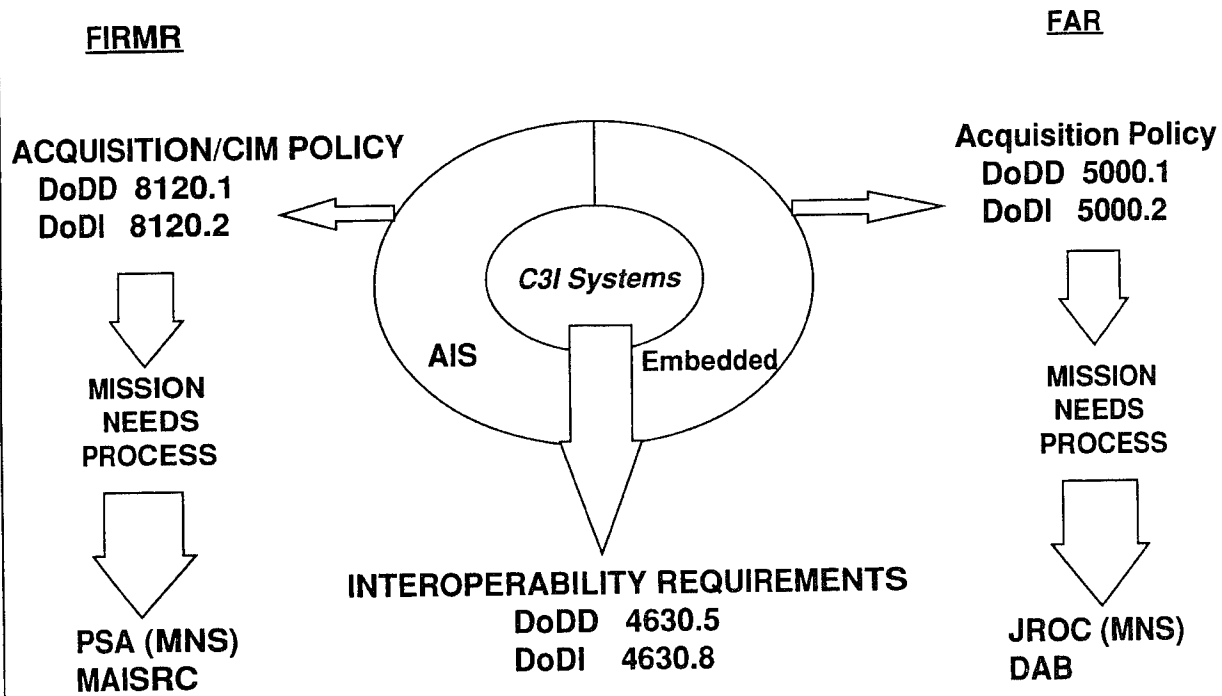 FIRMR
ACQUISITION/CIM POLICY
DoDD 8120.1
DoDI 8120.2
MISSION
NEEDS
PROCESS
PSA (MNS)
MAISRC
C3I Systems
AIS
Embedded
INTEROPERABILITY REQUIREMENTS
DoDD 4630.5
DoDI 4630.8
FAR
Acquisition Policy
DoDD 5000.1
DoDI 5000.2
MISSION
NEEDS
PROCESS
JROC (MNS)
DAB